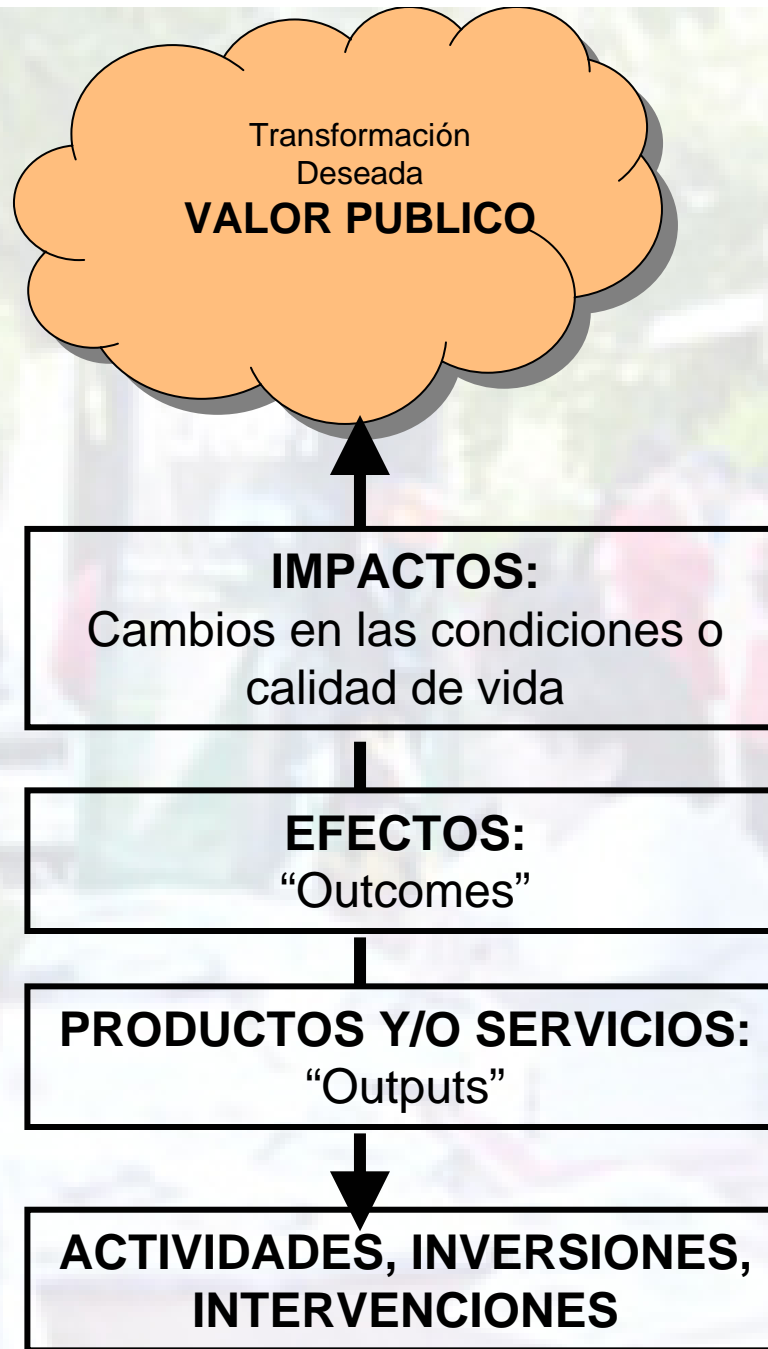 Transformación
Deseada
VALOR PUBLICO
IMPACTOS:
Cambios en las condiciones o
calidad de vida
EFECTOS:
“Outcomes”
PRODUCTOS Y/O SERVICIOS:
“Outputs”
ACTIVIDADES, INVERSIONES,
INTERVENCIONES